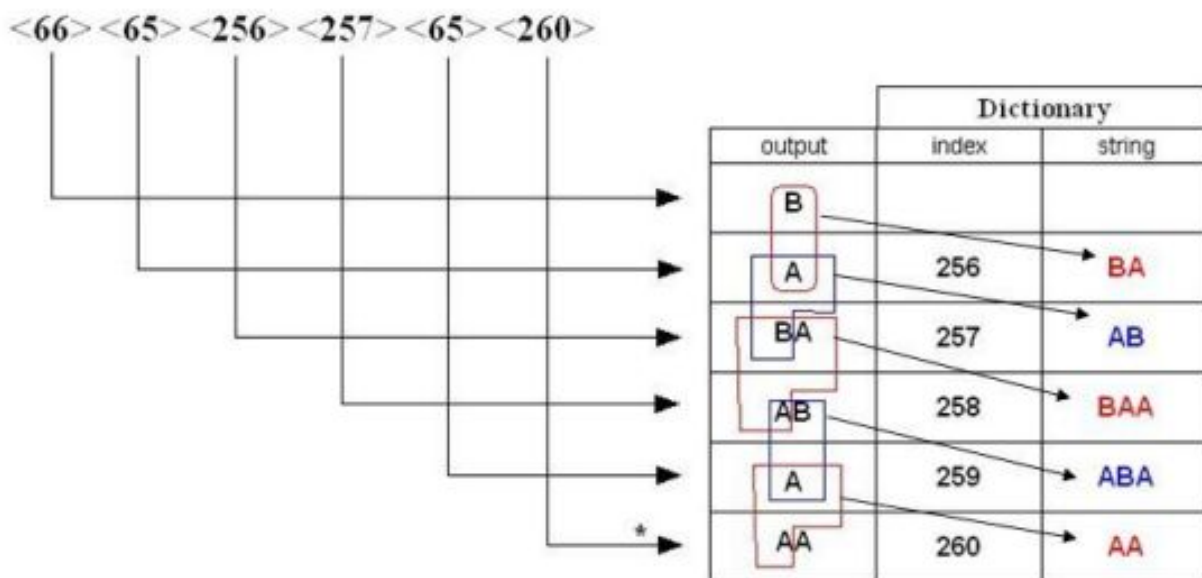 <66> <65> <256> <257> <65> <260>
Dictionary
output index string
B
A 256 BA
BA 257 AB
AB 258 BAA
A 259 ABA
* AA 260 AA